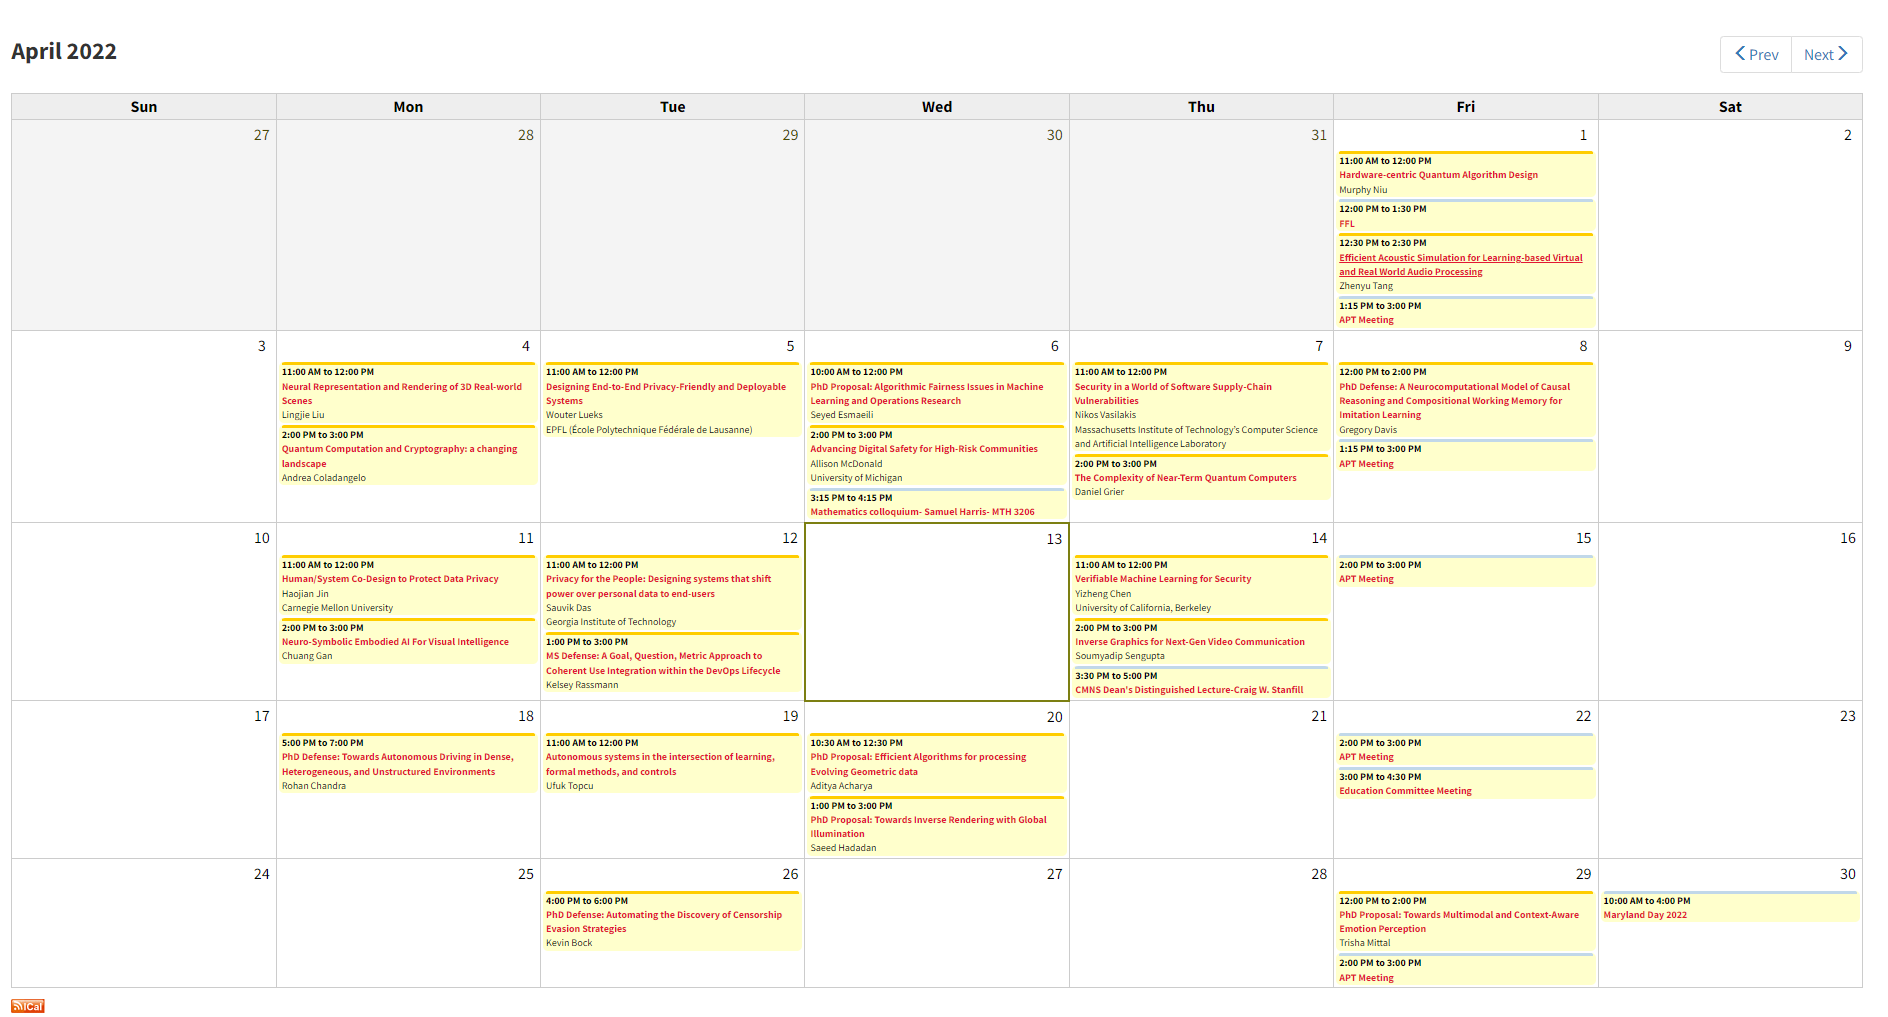 April 2022
Prev
Next
Sun
Mon
Tue
Wed
Thu
Fri
Sat
27
28
29
30
31
1
11:00 AM to 12:00 PM
Hardware-centric Quantum Algorithm Design
Murphy Niu
12:00 PM to 1:30 PM
FFL
12:30 PM to 2:30 PM
Efficient Acoustic Simulation for Learning-based Virtual
and Real World Audio Processing
Zhenyu Tang
1:15 PM to 3:00 PM
APT Meeting
2
3
4
11:00 AM to 12:00 PM
Neural Representation and Rendering of 3D Real-world
Scenes
Lingjie Liu
2:00 PM to 3:00 PM
Quantum Computation and Cryptography: a changing
landscape
Andrea Coladangelo
5
11:00 AM to 12:00 PM
Designing End-to-End Privacy-Friendly and Deployable
Systems
Wouter Lueks
EPFL (École Polytechnique Fédérale de Lausanne)
6
10:00 AM to 12:00 PM
PhD Proposal: Algorithmic Fairness Issues in Machine
Learning and Operations Research
Seyed Esmaeili
2:00 PM to 3:00 PM
Advancing Digital Safety for High-Risk Communities
Allison McDonald
University of Michigan
3:15 PM to 4:15 PM
Mathematics colloquium- Samuel Harris- MTH 3206
7
11:00 AM to 12:00 PM
Security in a World of Software Supply-Chain
Vulnerabilities
Nikos Vasilakis
Massachusetts Institute of Technology's Computer Science
and Artificial Intelligence Laboratory
2:00 PM to 3:00 PM
The Complexity of Near-Term Quantum Computers
Daniel Grier
8
12:00 PM to 2:00 PM
PhD Defense: A Neurocomputational Model of Causal
Reasoning and Compositional Working Memory for
Imitation Learning
Gregory Davis
1:15 PM to 3:00 PM
APT Meeting
9
10
11
11:00 AM to 12:00 PM
Human/System Co-Design to Protect Data Privacy
Haojian Jin
Carnegie Mellon University
2:00 PM to 3:00 PM
Neuro-Symbolic Embodied AI For Visual Intelligence
Chuang Gan
12
11:00 AM to 12:00 PM
Privacy for the People: Designing systems that shift
power over personal data to end-users
Sauvik Das
Georgia Institute of Technology
1:00 PM to 3:00 PM
MS Defense: A Goal, Question, Metric Approach to
Coherent Use Integration within the DevOps Lifecycle
Kelsey Rassmann
13
14
11:00 AM to 12:00 PM
Verifiable Machine Learning for Security
Yizheng Chen
University of California, Berkeley
2:00 PM to 3:00 PM
Inverse Graphics for Next-Gen Video Communication
Soumyadip Sengupta
3:30 PM to 5:00 PM
CMNS Dean's Distinguished Lecture-Craig W. Stanfill
15
2:00 PM to 3:00 PM
APT Meeting
16
17
18
5:00 PM to 7:00 PM
PhD Defense: Towards Autonomous Driving in Dense,
Heterogeneous, and Unstructured Environments
Rohan Chandra
19
11:00 AM to 12:00 PM
Autonomous systems in the intersection of learning,
formal methods, and controls
Ufuk Topcu
20
10:30 AM to 12:30 PM
PhD Proposal: Efficient Algorithms for processing
Evolving Geometric data
Aditya Acharya
1:00 PM to 3:00 PM
PhD Proposal: Towards Inverse Rendering with Global
Illumination
Saeed Hadadan
21
22
2:00 PM to 3:00 PM
APT Meeting
3:00 PM to 4:30 PM
Education Committee Meeting
23
24
25
26
4:00 PM to 6:00 PM
PhD Defense: Automating the Discovery of Censorship
Evasion Strategies
Kevin Bock
27
28
29
12:00 PM to 2:00 PM
PhD Proposal: Towards Multimodal and Context-Aware
Emotion Perception
Trisha Mittal
2:00 PM to 3:00 PM
APT Meeting
30
10:00 AM to 4:00 PM
Maryland Day 2022
iCal